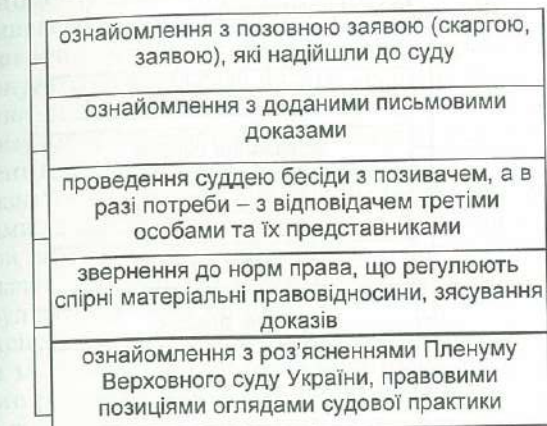 ознайомлення з позовною заявою (скаргою,
заявою), які надійшли до суду
ознайомлення з доданими письмовими
доказами
проведення суддею бесіди з позивачем, а в
разі потреби – з відповідачем третіми
особами та їх представниками
звернення до норм права, що регулюють
спірні матеріальні правовідносини, зясування
доказів
ознайомлення з роз'ясненнями Пленуму
Верховного суду України, правовими
позиціями оглядами судової практики